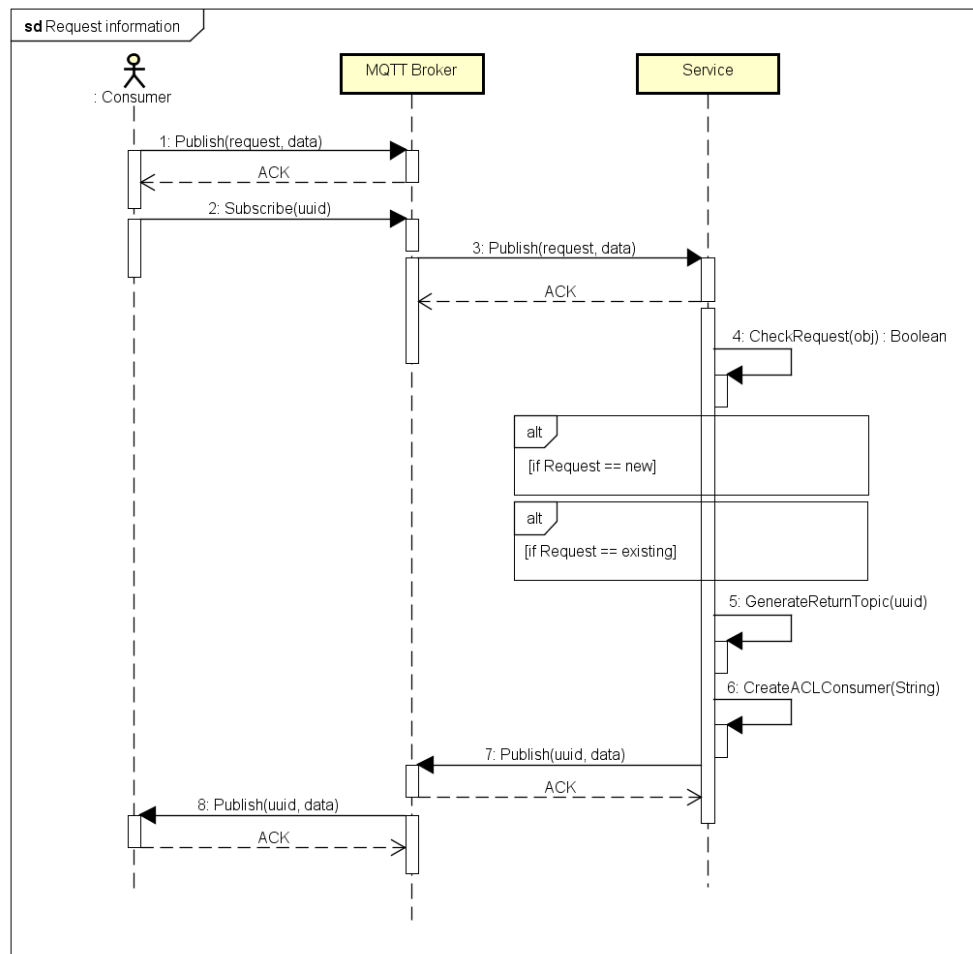 sd Request information
: Consumer
MQTT Broker
Service
1: Publish(request, data)
ACK
2: Subscribe(uuid)
3: Publish(request, data)
ACK
4: CheckRequest(obj) : Boolean
alt
[if Request == new]
alt
[if Request == existing]
5: GenerateReturnTopic(uuid)
6: CreateACLConsumer(String)
7: Publish(uuid, data)
ACK
8: Publish(uuid, data)
ACK